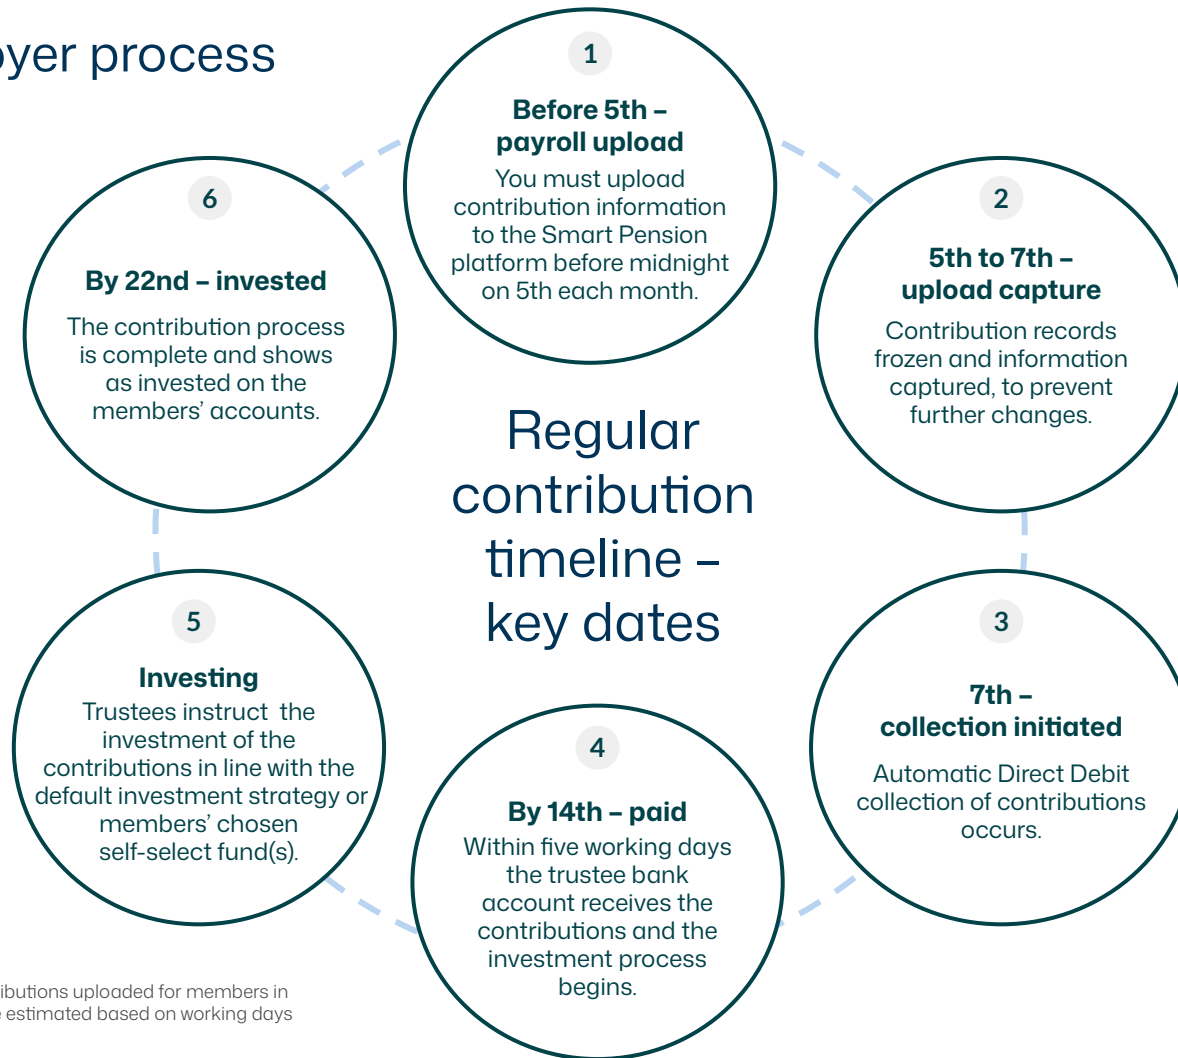 oyer process
1
Before 5th –
payroll upload
You must upload
contribution information
to the Smart Pension
platform before midnight
on 5th each month.
2
5th to 7th –
upload capture
Contribution records
frozen and information
captured, to prevent
further changes.
3
7th –
collection initiated
Automatic Direct Debit
collection of contributions
occurs.
4
By 14th – paid
Within five working days
the trustee bank
account receives the
contributions and the
investment process
begins.
5
Investing
Trustees instruct  the
investment of the
contributions in line with the
default investment strategy or
members’ chosen
self-select fund(s).
6
By 22nd – invested
The contribution process
is complete and shows
as invested on the
members’ accounts.
Regular
contribution
timeline –
key dates
ibutions uploaded for members in
e estimated based on working days